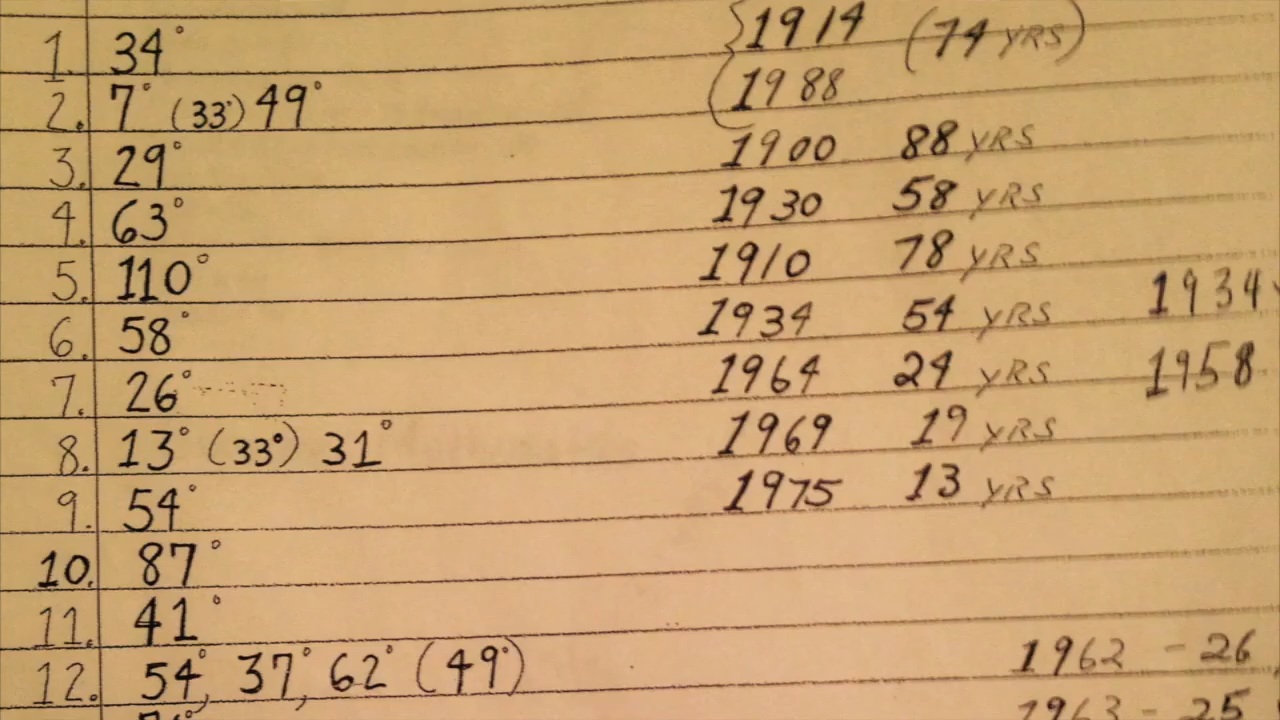 1. 34° 1914 (74 YRS)
2. 7° (33°) 49° 1988
3. 29° 1900 88 YRS
4. 63° 1930 58 YRS
5. 110° 1910 78 YRS
6. 58° 1934 54 YRS 1934
7. 26° 1964 24 YRS 1958
8. 13° (33°) 31° 1969 19 YRS
9. 54° 1975 13 YRS
10. 87°
11. 41°
12. 54°, 37°, 62° (49°) 1962 - 26
1963 - 25